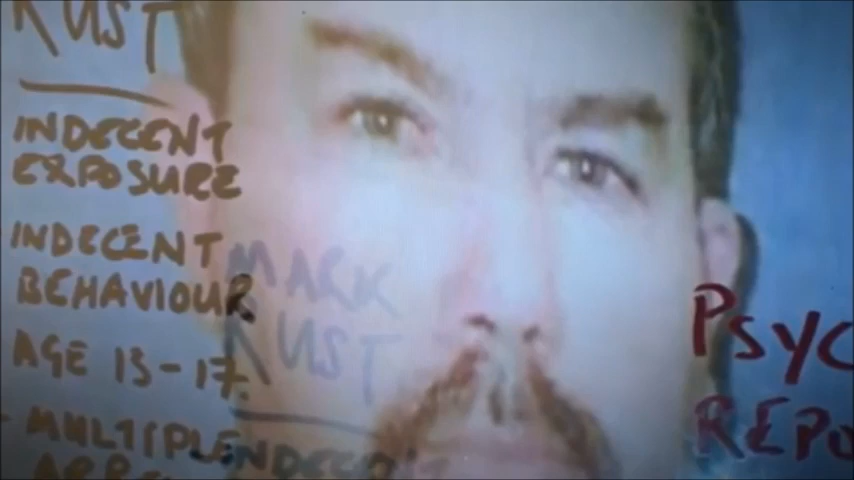 RUST
INDECENT
EXPOSURE
INDECENT
BEHAVIOUR
AGE 13-17.
- MULTIPLE
MARK
RUST
PSYC
REPO